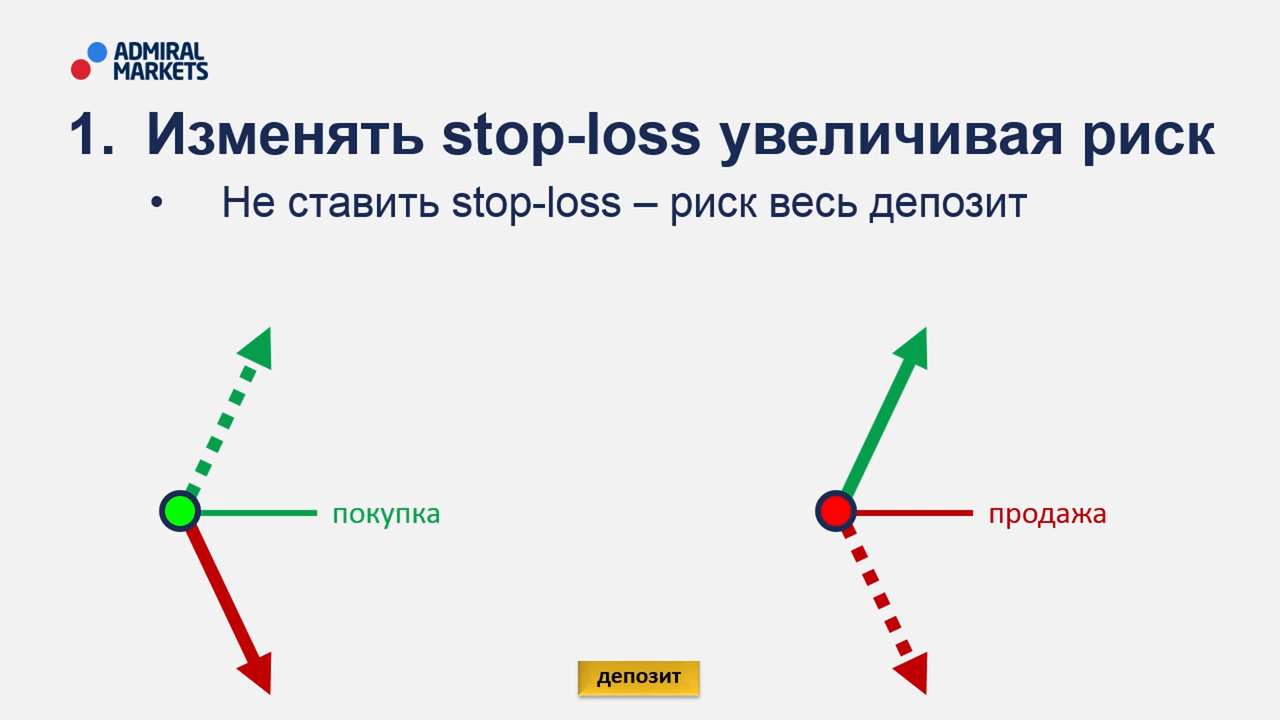 ADMIRAL
MARKETS
1. Изменять stop-loss увеличивая риск
• Не ставить stop-loss – риск весь депозит
покупка
продажа
депозит